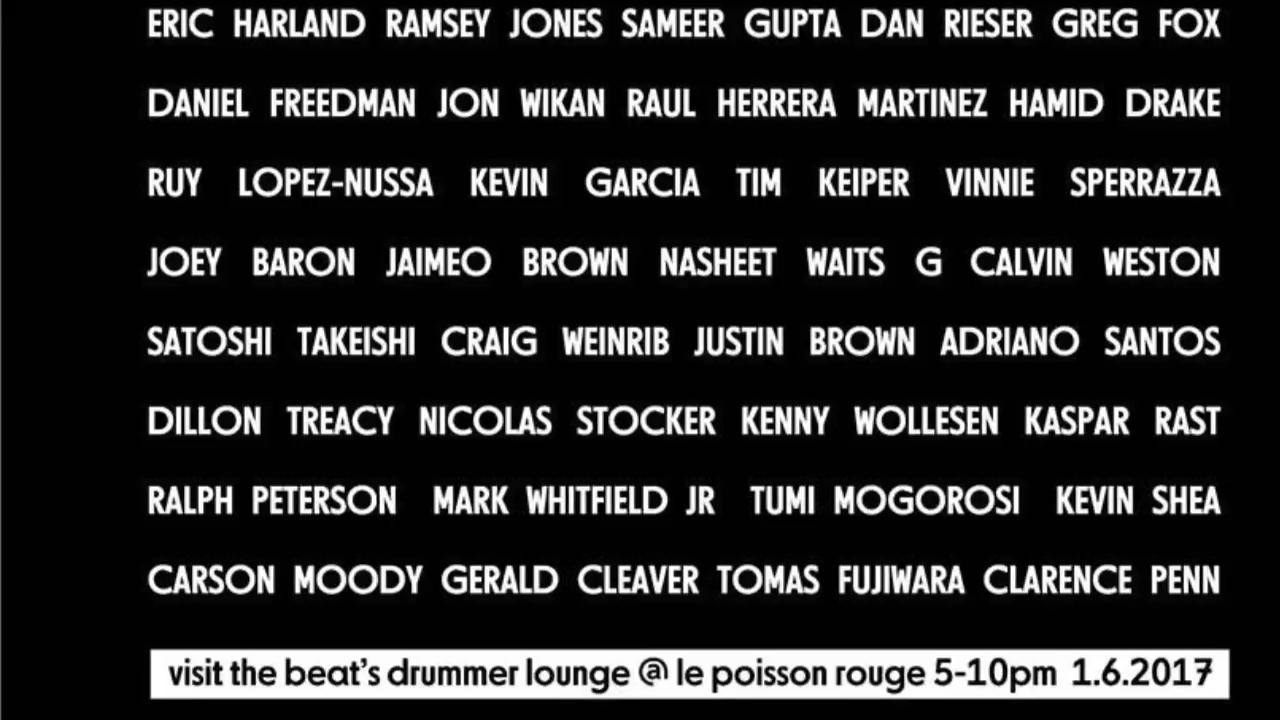 ERIC HARLAND RAMSEY JONES SAMEER GUPTA DAN RIESER GREG FOX
DANIEL FREEDMAN JON WIKAN RAUL HERRERA MARTINEZ HAMID DRAKE
RUY LOPEZ-NUSSA KEVIN GARCIA TIM KEIPER VINNIE SPERRAZZA
JOEY BARON JAIMEO BROWN NASHEET WAITS G CALVIN WESTON
SATOSHI TAKEISHI CRAIG WEINRIB JUSTIN BROWN ADRIANO SANTOS
DILLON TREACY NICOLAS STOCKER KENNY WOLLESEN KASPAR RAST
RALPH PETERSON MARK WHITFIELD JR TUMI MOGOROSI KEVIN SHEA
CARSON MOODY GERALD CLEAVER TOMAS FUJIWARA CLARENCE PENN
visit the beat's drummer lounge @ le poisson rouge 5-10pm 1.6.2017